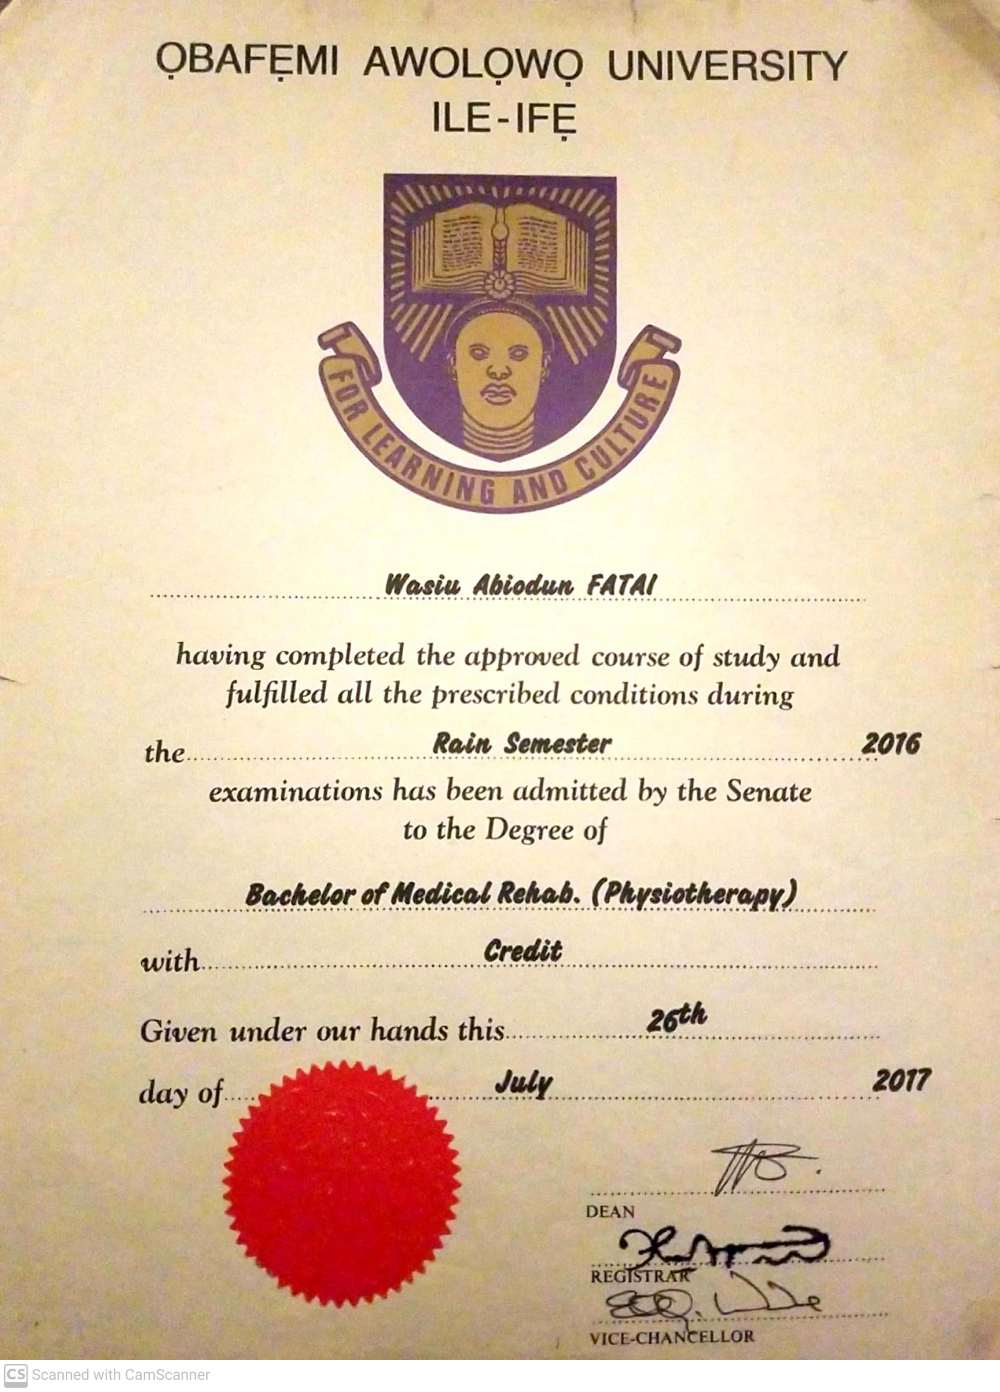 ỌBAFẸMI AWOLỌWỌ UNIVERSITY
ILE-IFẸ
FOR LEARNING AND CULTURE
Wasiu Abiodun FATAI
having completed the approved course of study and
fulfilled all the prescribed conditions during
the Rain Semester 2016
examinations has been admitted by the Senate
to the Degree of
Bachelor of Medical Rehab. (Physiotherapy)
with Credit
Given under our hands this 26th
day of July 2017
DEAN
REGISTRAR
VICE-CHANCELLOR
CS Scanned with CamScanner